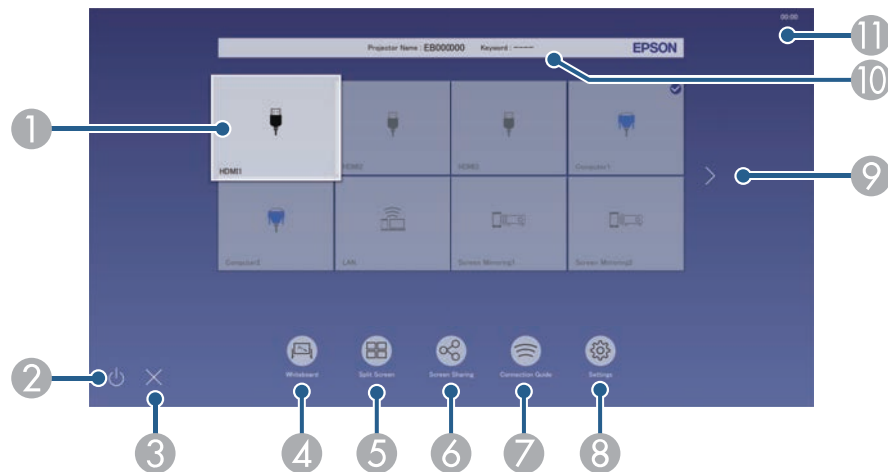 00:00
11
Projector Name : EB000000 Keyword : ------- EPSON
10
1
HDMI1 HDMI2 HDMI3 Computer1
9
Computer2 LAN Screen Mirroring1 Screen Mirroring2
2
Whiteboard Split Screen Screen Sharing Connection Guide Settings
3 4 5 6 7 8